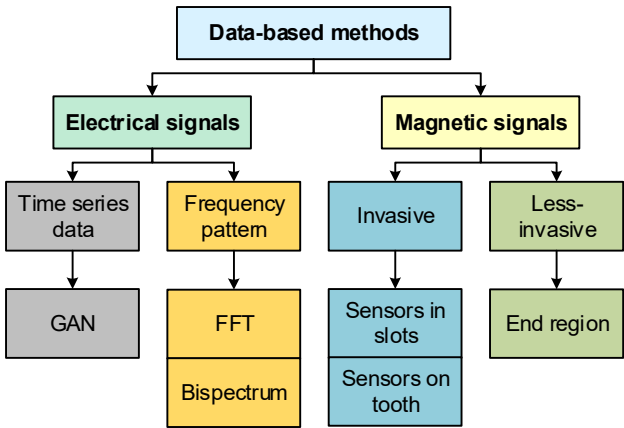 Data-based methods
Electrical signals
Magnetic signals
Time series
data
Frequency
pattern
Invasive
Less-
invasive
GAN
FFT
Bispectrum
Sensors in
slots
Sensors on
tooth
End region